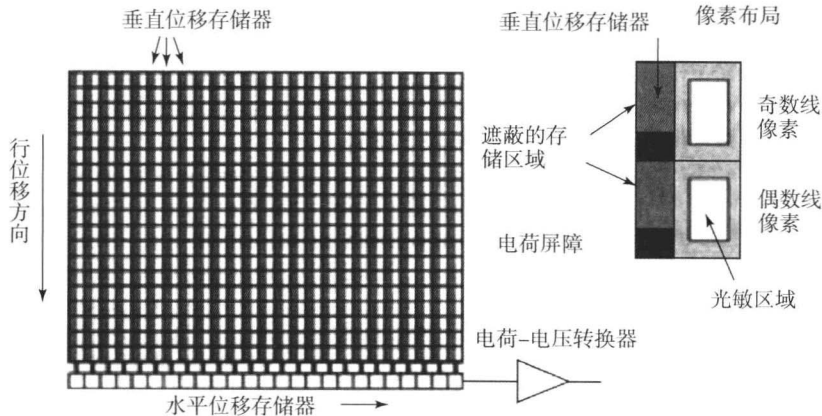 垂直位移存储器
垂直位移存储器
像素布局
行位移方向
遮蔽的存
储区域
奇数线
像素
偶数线
像素
电荷屏障
光敏区域
电荷-电压转换器
水平位移存储器